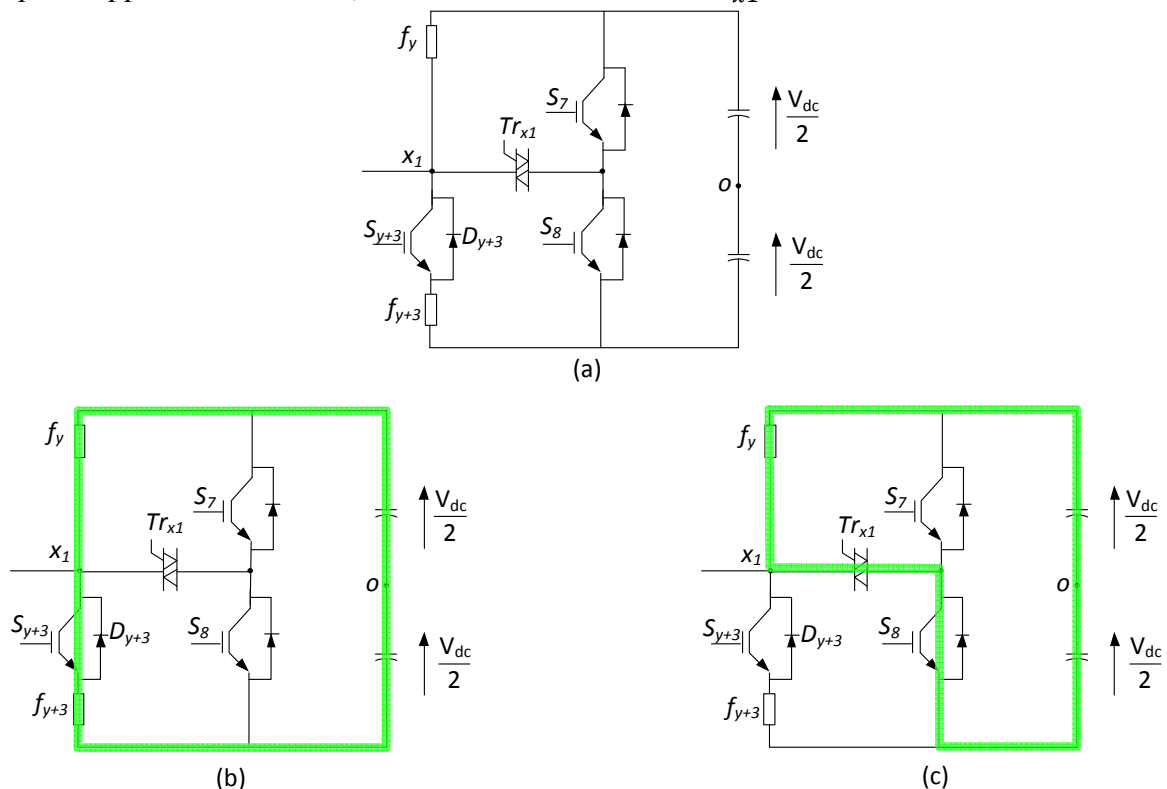 f_y
S_7
V_dc
2
Tr_x1
x_1
o
S_y+3
D_y+3
S_8
V_dc
2
f_y+3
(a)
f_y
S_7
V_dc
2
Tr_x1
x_1
o
S_y+3
D_y+3
S_8
V_dc
2
f_y+3
(b)
f_y
S_7
V_dc
2
Tr_x1
x_1
o
S_y+3
D_y+3
S_8
V_dc
2
f_y+3
(c)